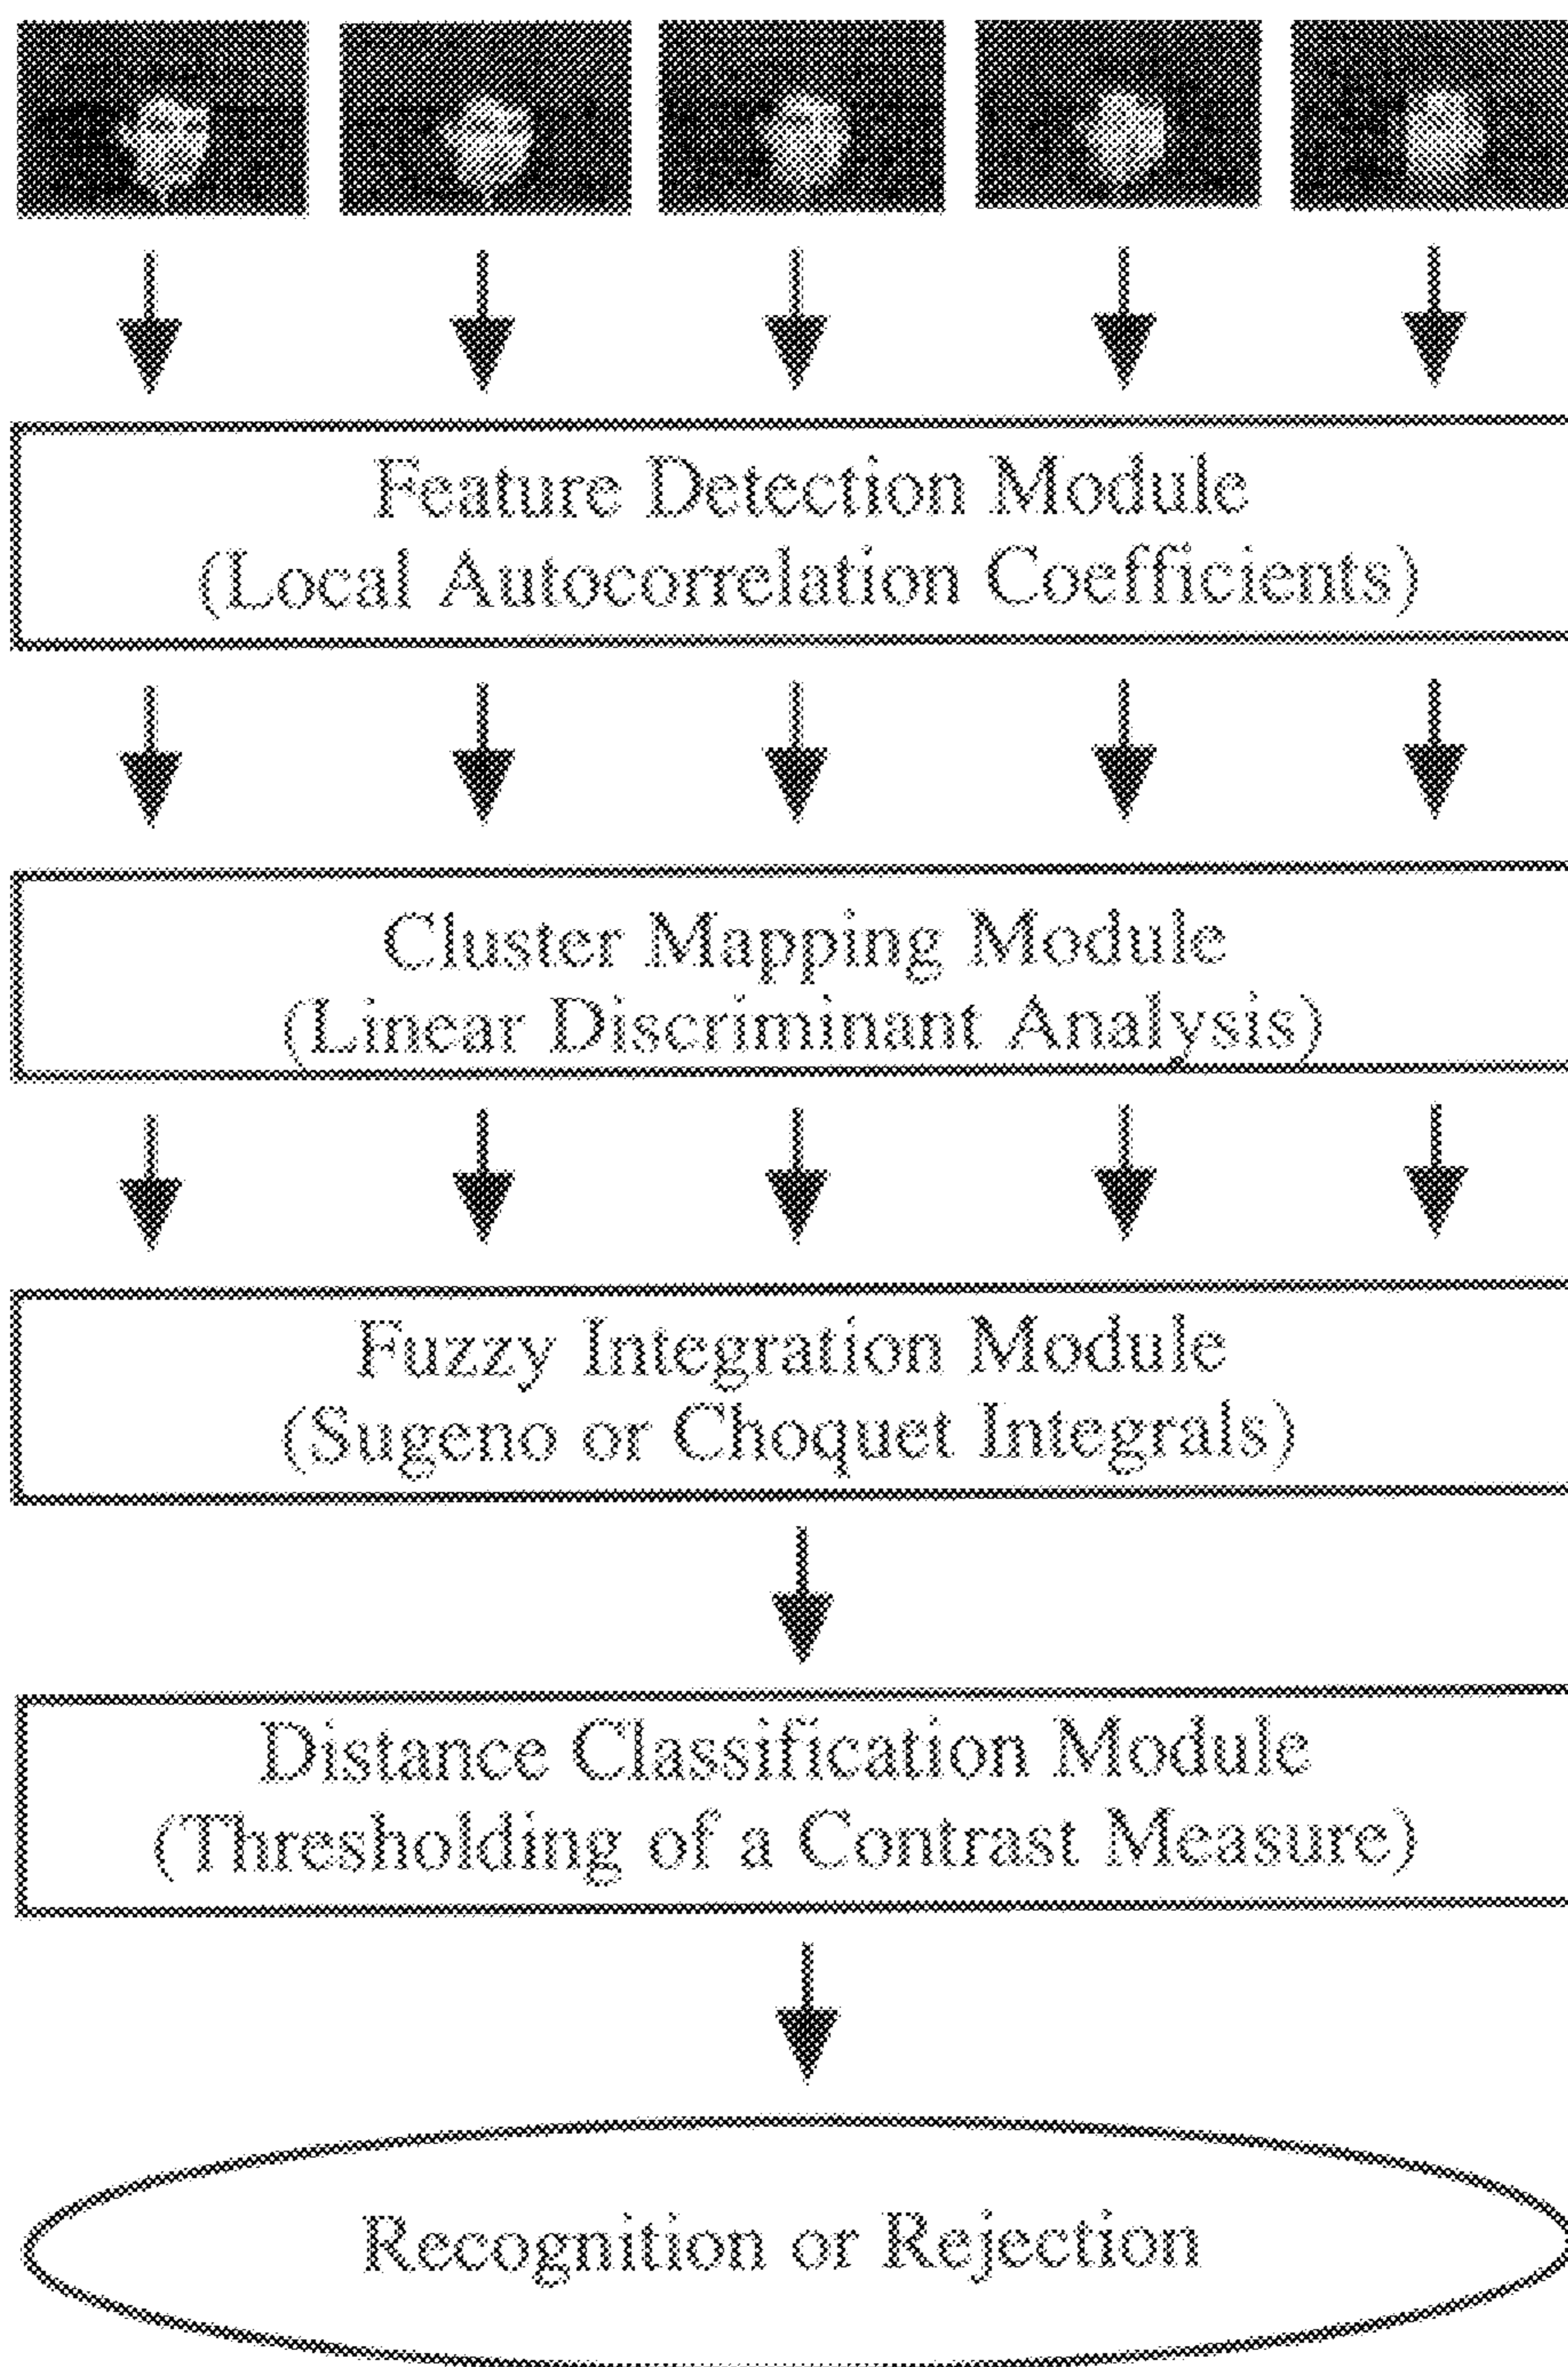 Feature Detection Module
(Local Autocorrelation Coefficients)
Cluster Mapping Module
(Linear Discriminant Analysis)
Fuzzy Integration Module
(Sugeno or Choquet Integrals)
Distance Classification Module
(Thresholding of a Contrast Measure)
Recognition or Rejection